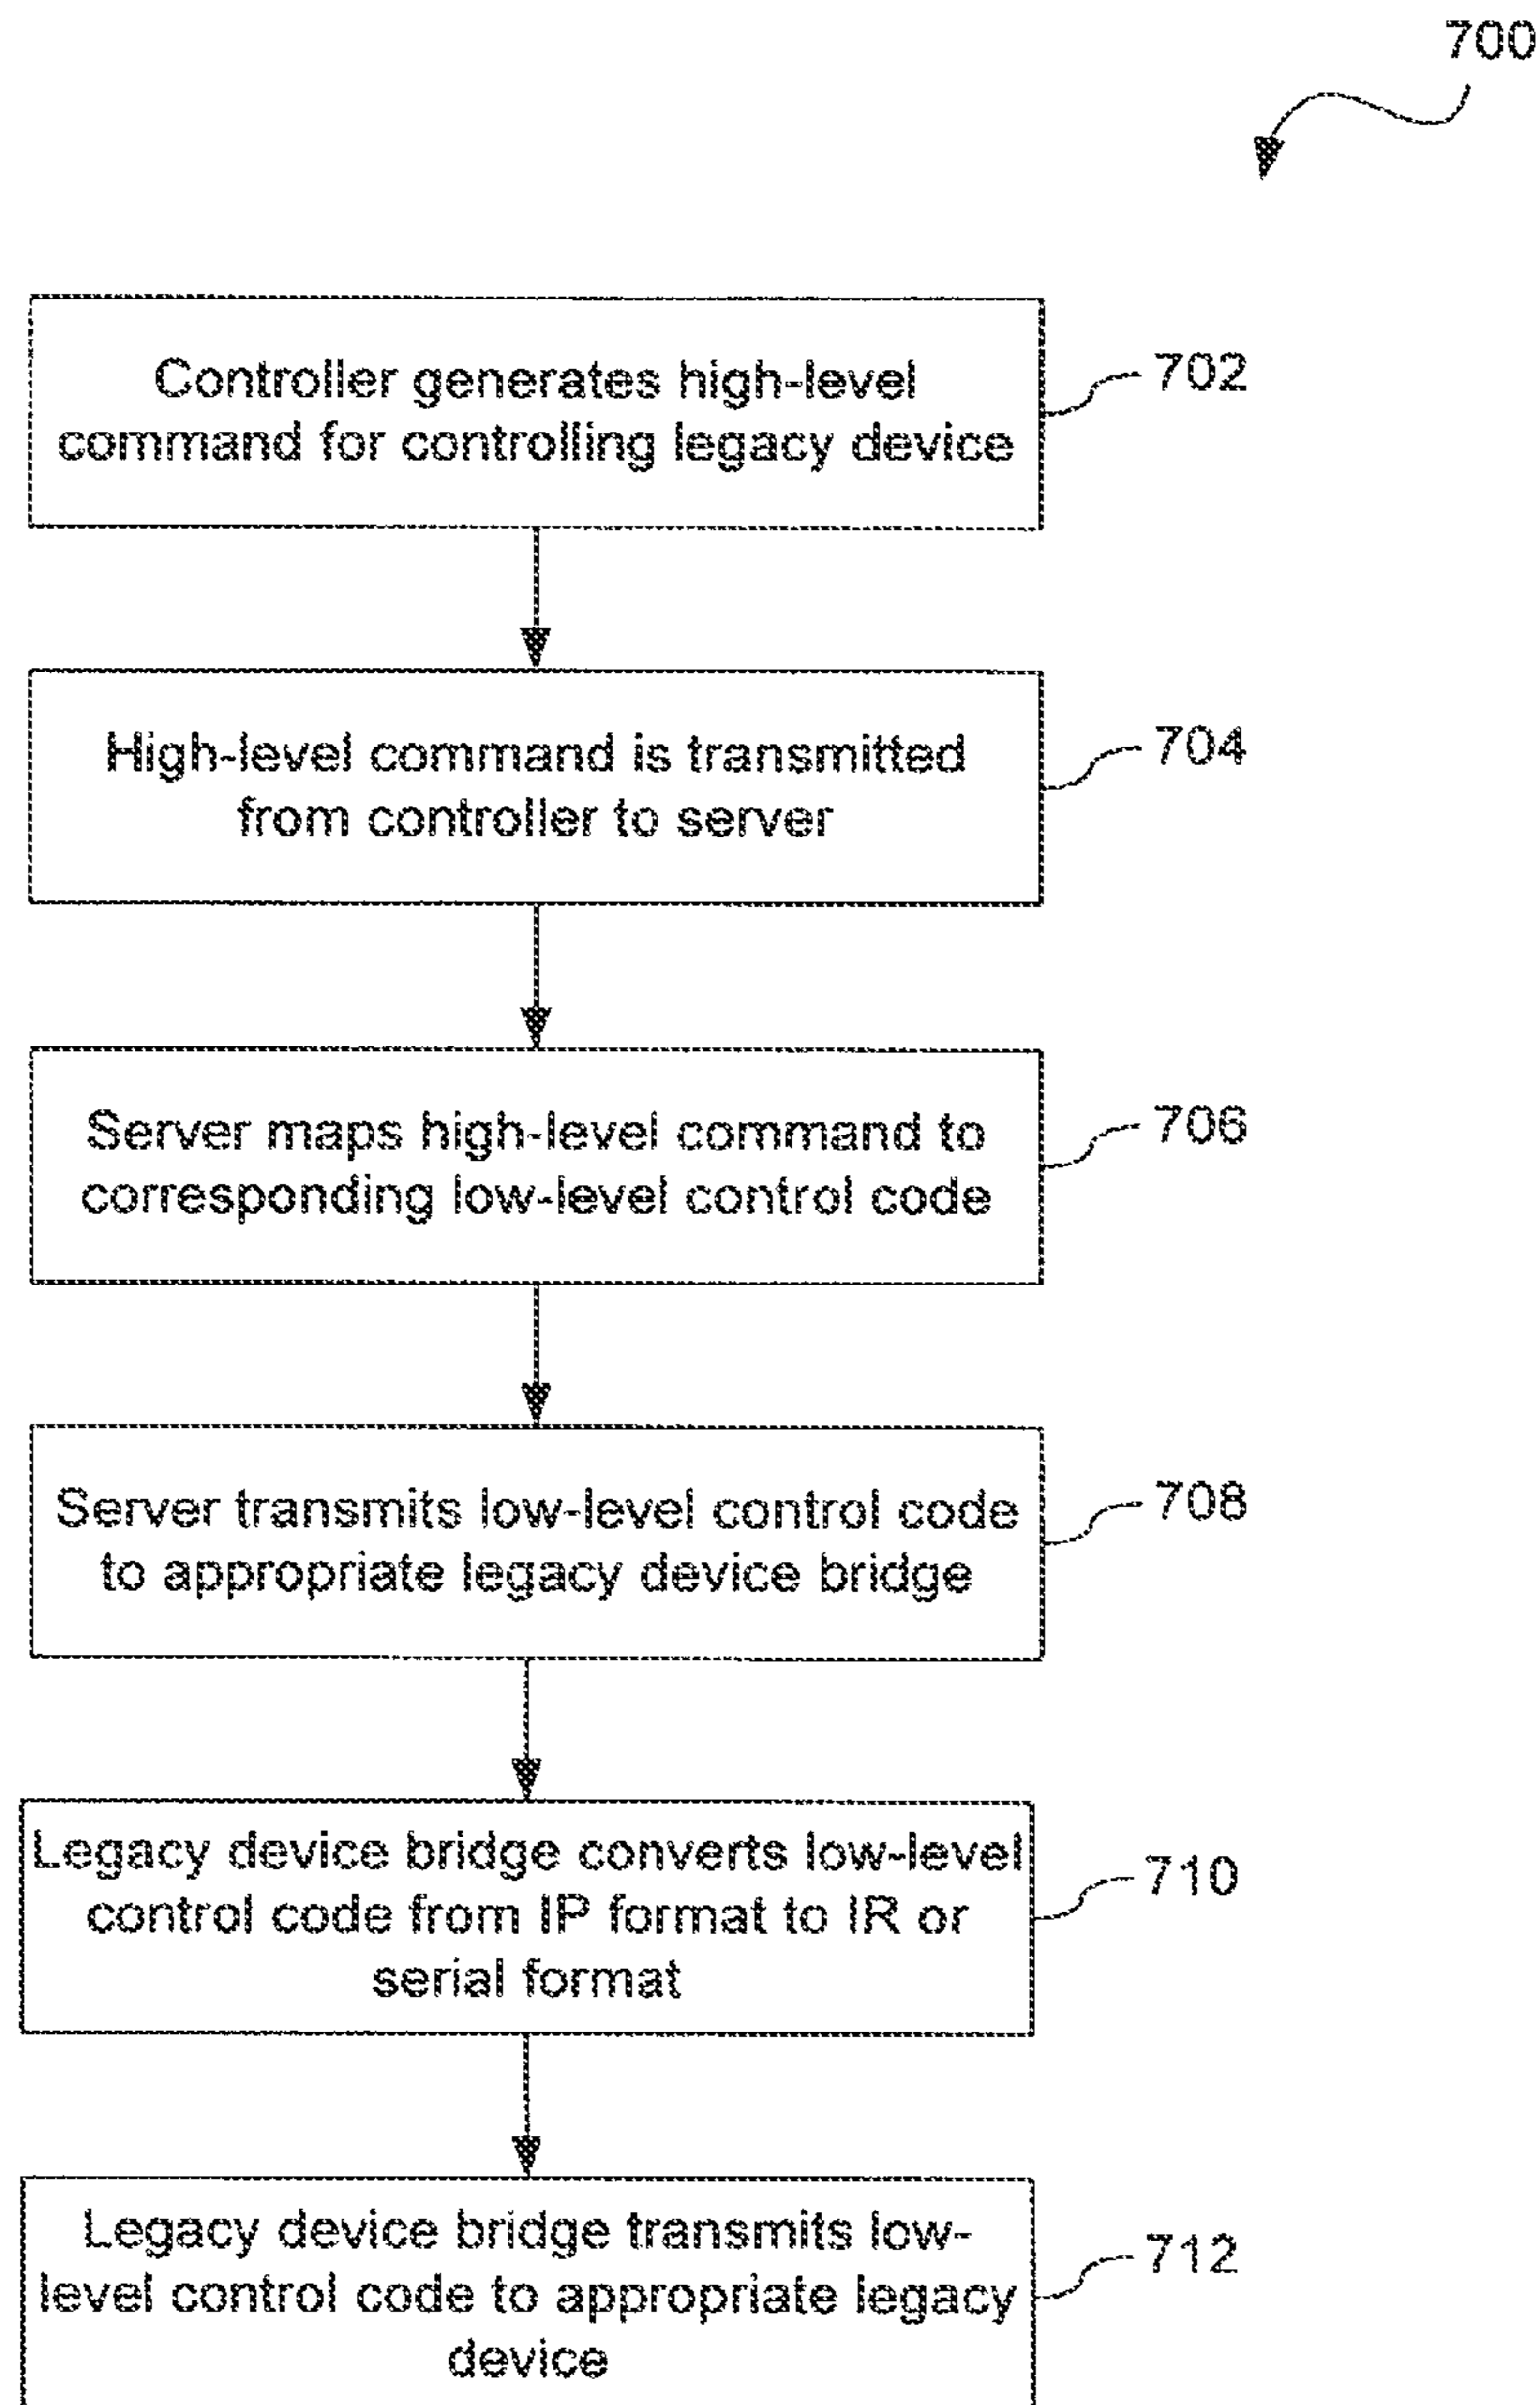 700
Controller generates high-level
command for controlling legacy device
702
High-level command is transmitted
from controller to server
704
Server maps high-level command to
corresponding low-level control code
706
Server transmits low-level control code
to appropriate legacy device bridge
708
Legacy device bridge converts low-level
control code from IP format to IR or
serial format
710
Legacy device bridge transmits low-
level control code to appropriate legacy
device
712